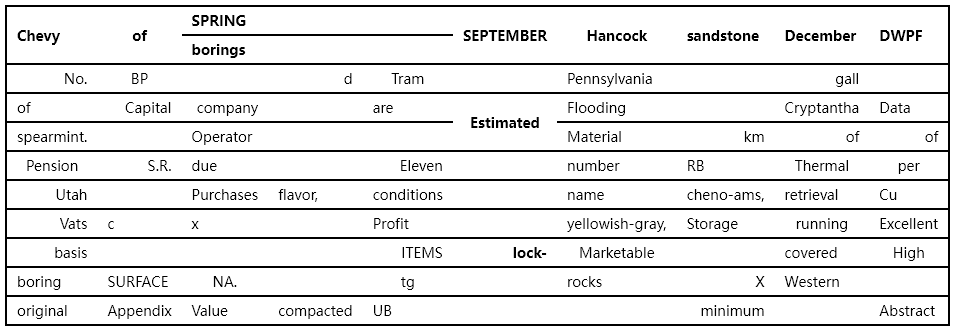 SPRING
Chevy of SEPTEMBER Hancock sandstone December DWPF
borings
No. BP d Tram Pennsylvania gall
of Capital company are Flooding Cryptantha Data
Estimated
spearmint. Operator Material km of of
Pension S.R. due Eleven number RB Thermal per
Utah Purchases flavor, conditions name cheno-ams, retrieval Cu
Vats c x Profit yellowish-gray, Storage running Excellent
basis ITEMS lock- Marketable covered High
boring SURFACE NA. tg rocks X Western
original Appendix Value compacted UB minimum Abstract